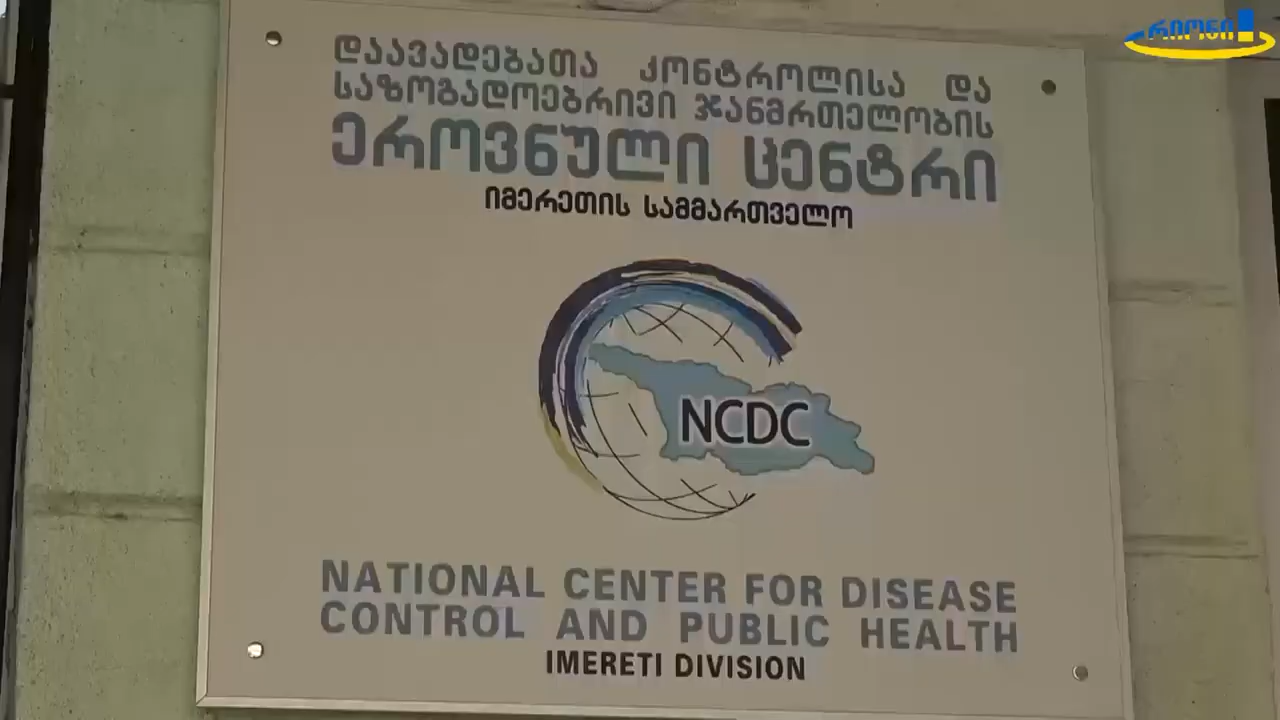 რიონი
დაავადებათა კონტროლისა და
საზოგადოებრივი ჯანმრთელობის
ეროვნული ცენტრი
იმერეთის სამმართველო
NCDC
NATIONAL CENTER FOR DISEASE
CONTROL AND PUBLIC HEALTH
IMERETI DIVISION